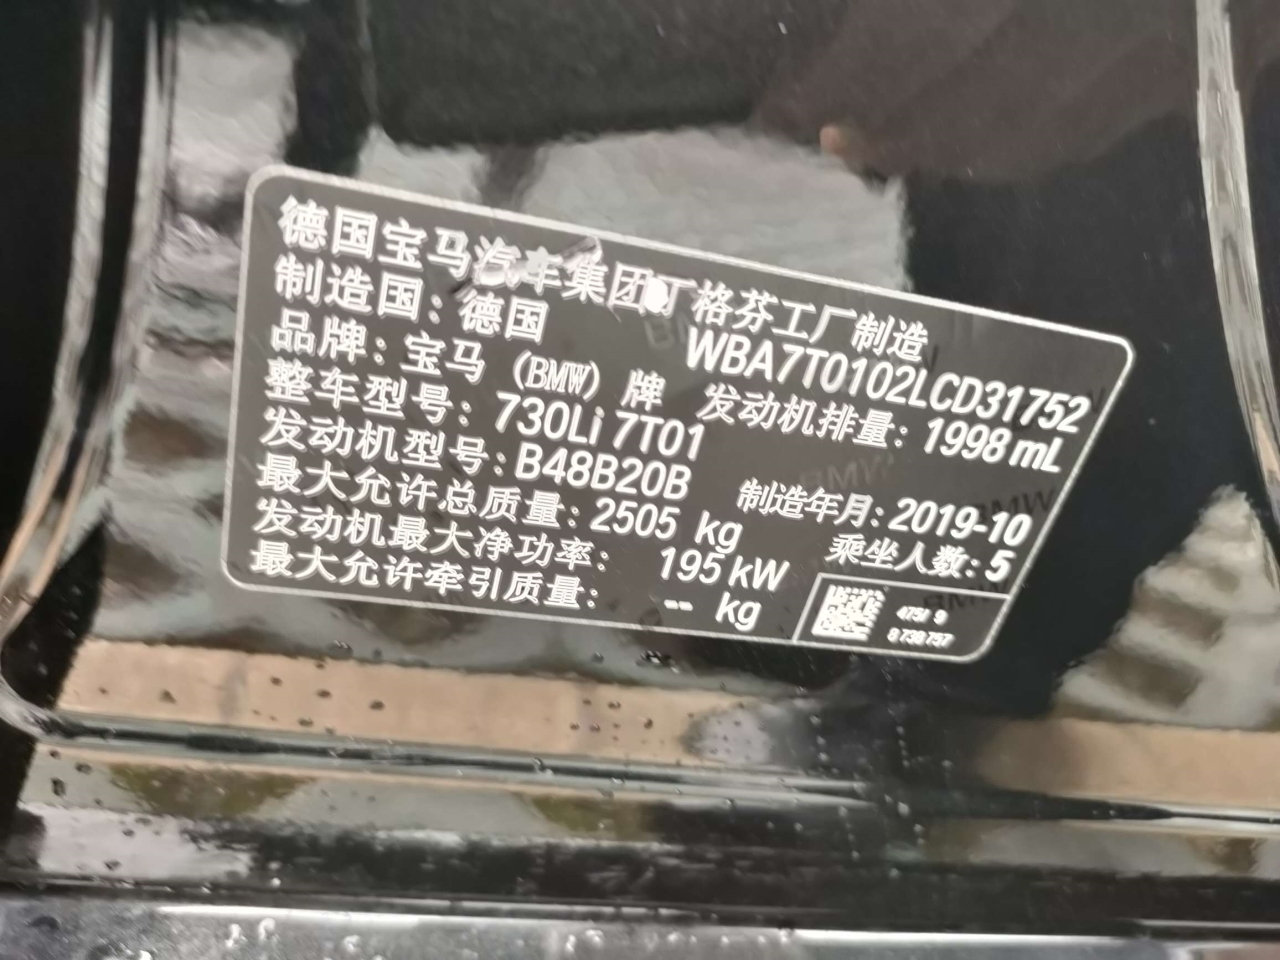 德国宝马汽车集团丁格芬工厂制造
制造国：德国
WBA7T0102LCD31752
品牌：宝马（BMW）牌
发动机排量：1998 mL
整车型号：730Li 7T01
发动机型号：B48B20B
制造年月：2019-10
最大允许总质量：2505 kg
乘坐人数：5
发动机最大净功率： 195 kW
最大允许牵引质量： -- kg